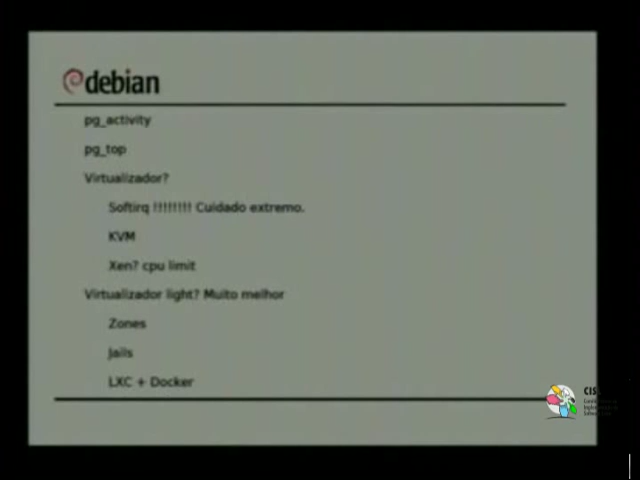 debian
pg_activity
pg_top
Virtualizador?
Softirq !!!!!!!! Cuidado extremo.
KVM
Xen? cpu limit
Virtualizador light? Muito melhor
Zones
Jails
LXC + Docker